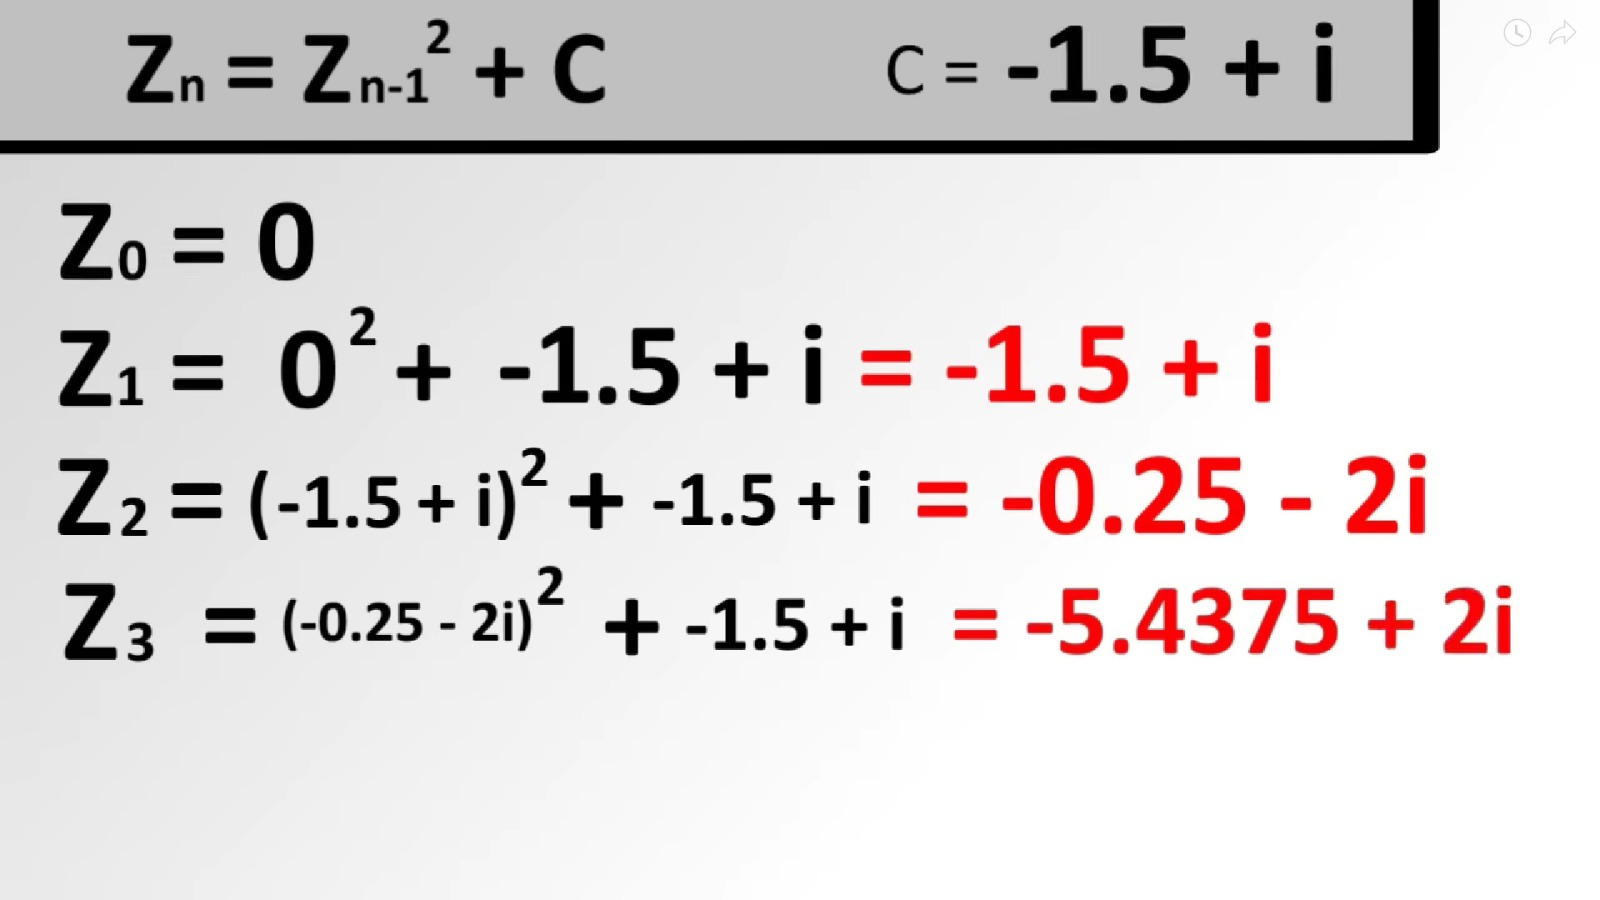 Zn = Zn-1² + C
C = -1.5 + i
Z0 = 0
Z1 = 0² + -1.5 + i = -1.5 + i
Z2 = (-1.5 + i)² + -1.5 + i = -0.25 - 2i
Z3 = (-0.25 - 2i)² + -1.5 + i = -5.4375 + 2i